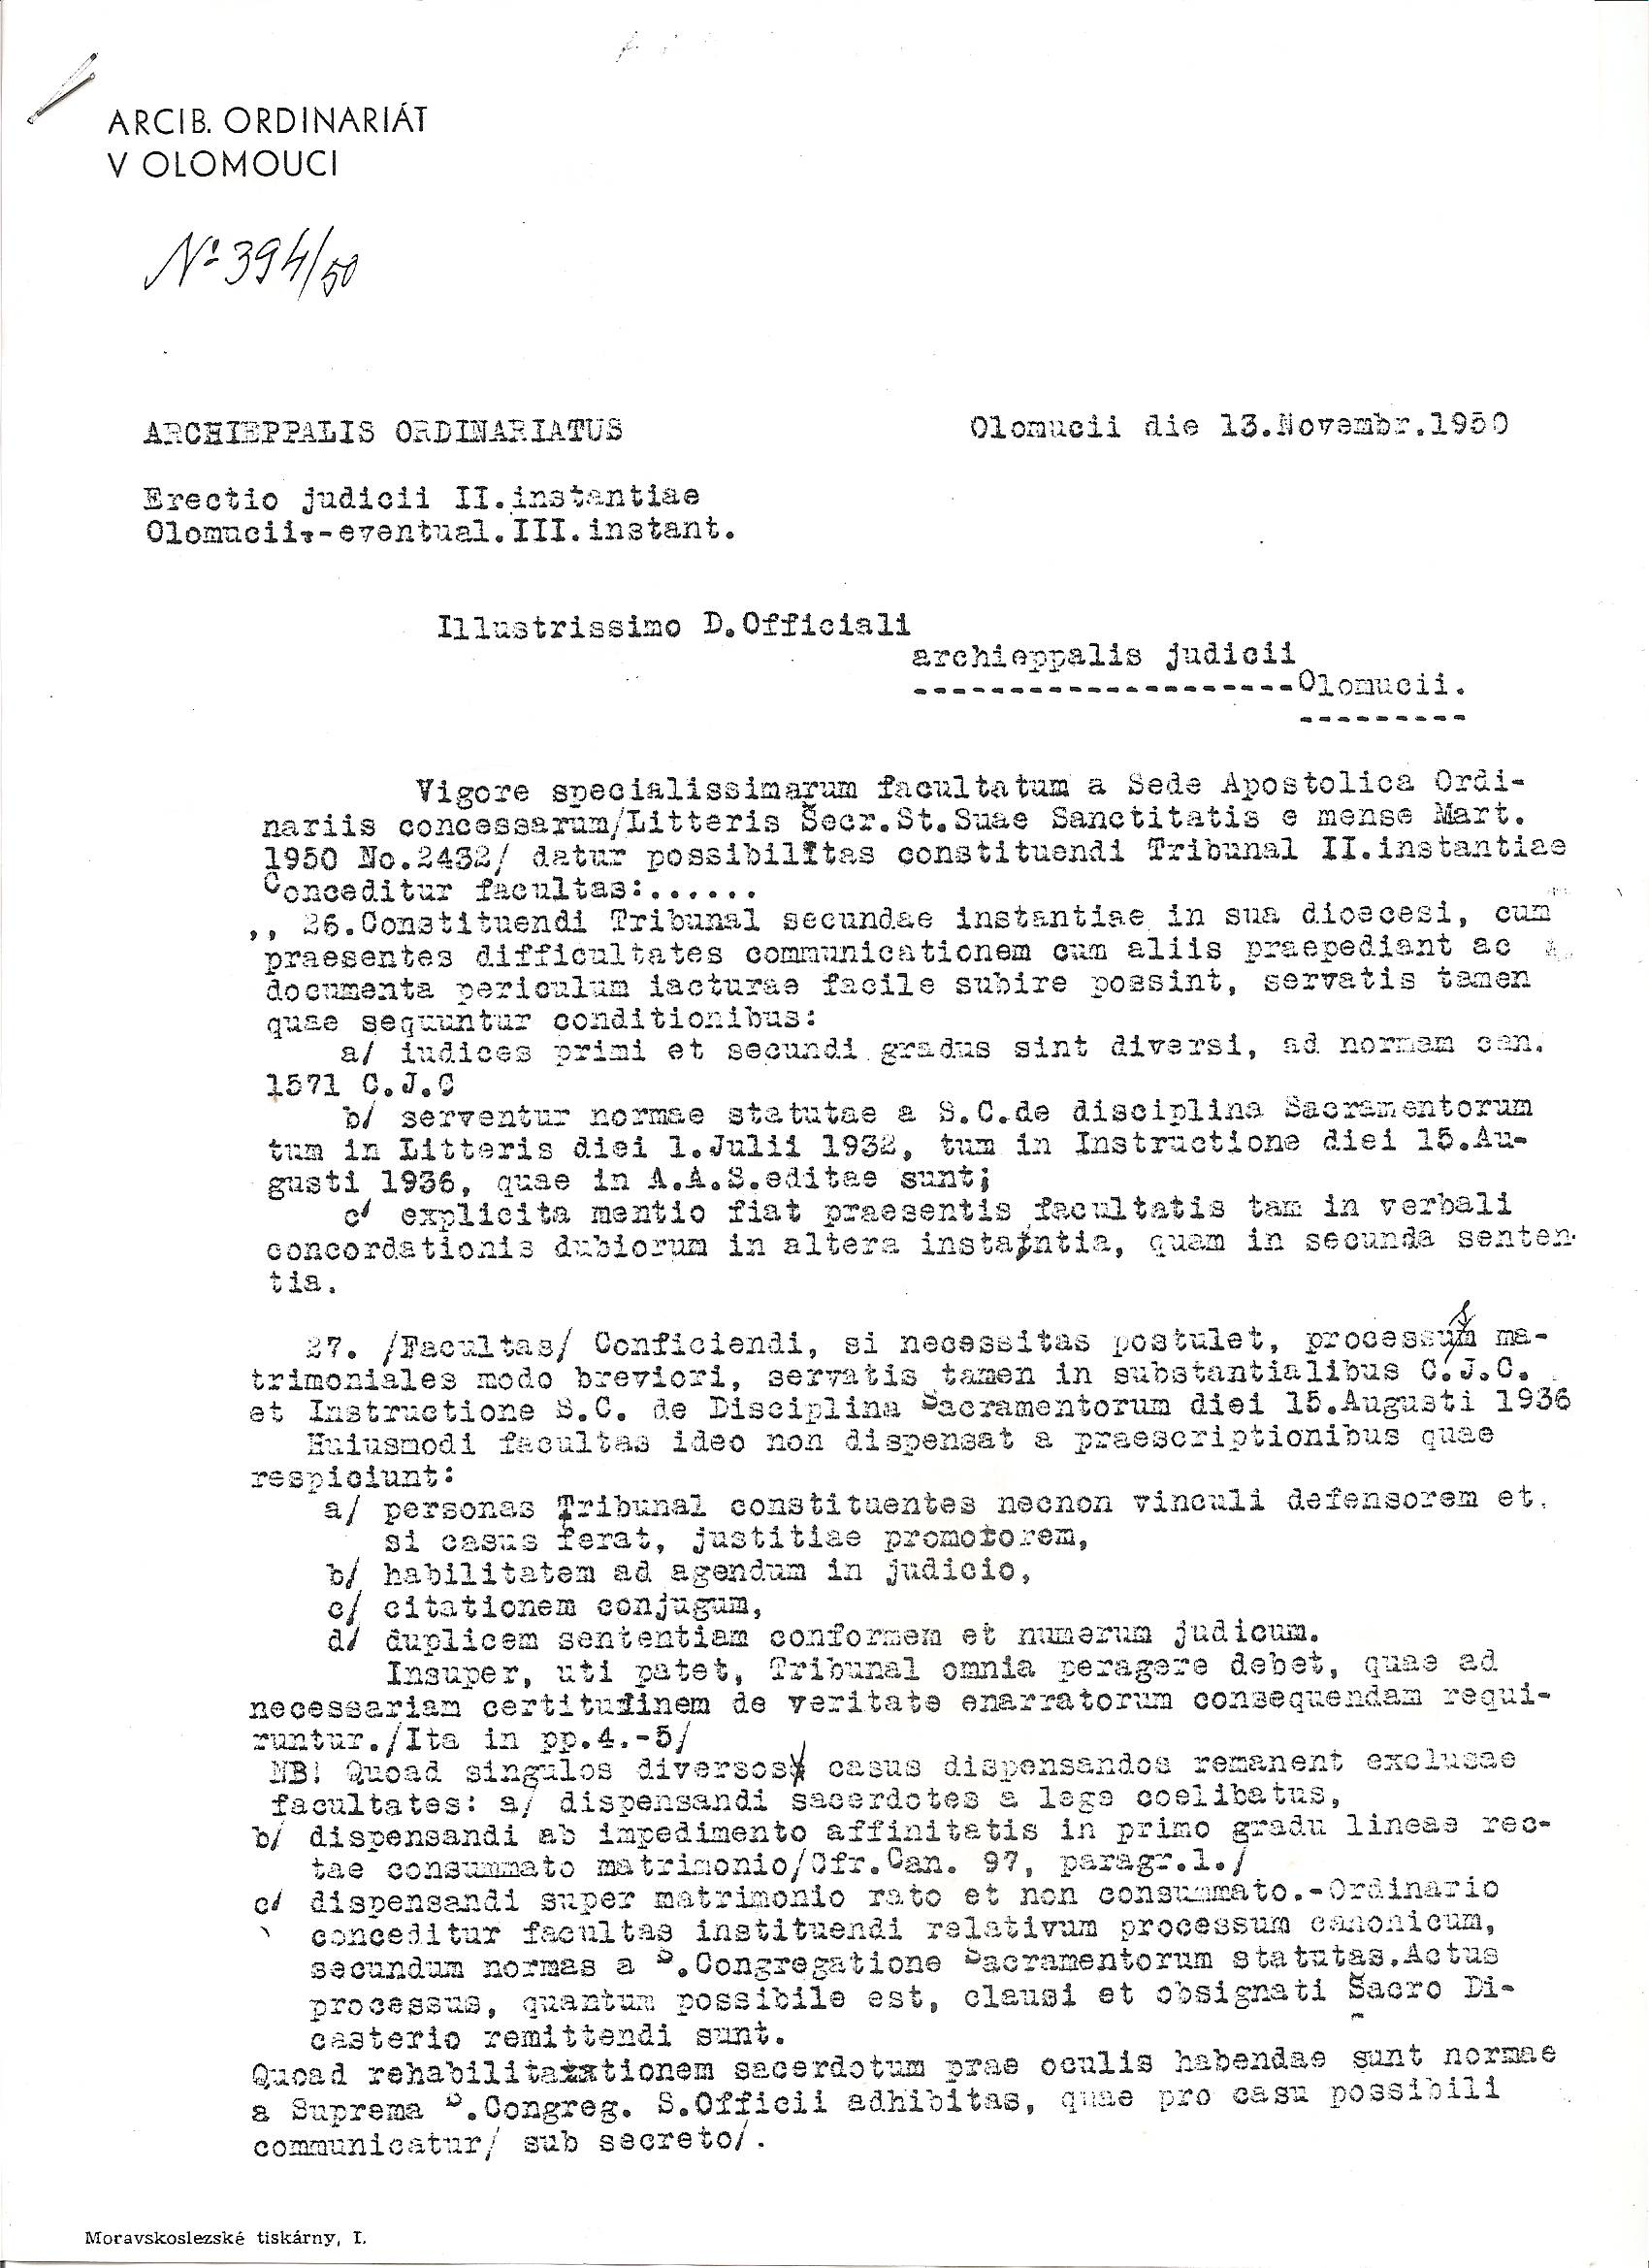 ARCIB. ORDINARIÁT
V OLOMOUCI
No 394/50
ARCHIEPPALIS ORDINARIATUS
Olomucii die 13.Novembr.1950
Erectio judicii II.instantiae
Olomucii,-eventual.III.instant.
Illustrissimo D.Officiali
archieppalis judicii
--------------------Olomucii.
---------
Vigore specialissimarum facultatum a Sede Apostolica Ordi-
nariis concessarum/Litteris Secr.St.Suae Sanctitatis e mense Mart.
1950 No.2432/ datur possibilitas constituendi Tribunal II.instantiae
Conceditur facultas:......
,, 26.Constituendi Tribunal secundae instantiae in sua dioecesi, cum
praesentes difficultates communicationem cum aliis praepediant ac
documenta periculum iacturae facile subire possint, servatis tamen
quae sequuntur conditionibus:
a/ iudices primi et secundi gradus sint diversi, ad normam can.
1571 C.J.C
b/ serventur normae statutae a S.C.de disciplina Sacramentorum
tum in Litteris diei 1.Julii 1932, tum in Instructione diei 15.Au-
gusti 1936, quae in A.A.S.editae sunt;
c/ explicita mentio fiat praesentis facultatis tam in verbali
concordationis dubiorum in altera instantia, quam in secunda senten-
tia.
27. /Facultas/ Conficiendi, si necessitas postulet, processus ma-
trimoniales modo breviori, servatis tamen in substantialibus C.J.C.
et Instructione S.C. de Disciplina Sacramentorum diei 15.Augusti 1936
Huiusmodi facultas ideo non dispensat a praescriptionibus quae
respiciunt:
a/ personas Tribunal constituentes necnon vinculi defensorem et,
si casus ferat, justitiae promotorem,
b/ habilitatem ad agendum in judicio,
c/ citationem conjugum,
d/ duplicem sententiam conformem et numerum judicum.
Insuper, uti patet, Tribunal omnia peragere debet, quae ad
necessariam certitudinem de veritate enarratorum consequendam requi-
runtur./Ita in pp.4.-5/
NB! Quoad singulos diversos casus dispensandos remanent exclusae
facultates: a/ dispensandi sacerdotes a lege coelibatus,
b/ dispensandi ab impedimento affinitatis in primo gradu lineae rec-
tae consummato matrimonio/Cfr.Can. 97, paragr.1./
c/ dispensandi super matrimonio rato et non consummato.-Ordinario
conceditur facultas instituendi relativum processum canonicum,
secundum normas a S.Congregatione Sacramentorum statutas.Actus
processus, quantum possibile est, clausi et obsignati Sacro Di-
casterio remittendi sunt.
Quoad rehabilitationem sacerdotum prae oculis habendae sunt normae
a Suprema S.Congreg. S.Officii adhibitas, quae pro casu possibili
communicatur/ sub secreto/.
Moravskoslezské tiskárny, I.